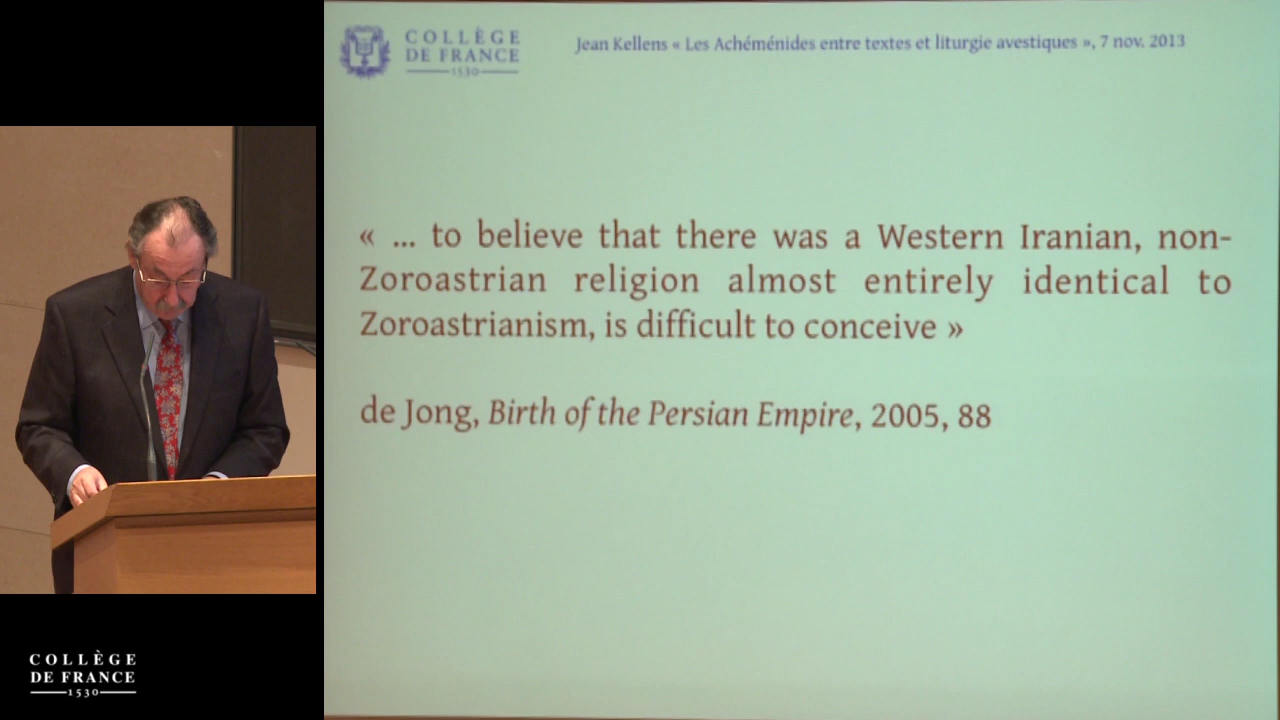 COLLÈGE
DE FRANCE
1530
Jean Kellens « Les Achéménides entre textes et liturgie avestiques », 7 nov. 2013
« ... to believe that there was a Western Iranian, non-
Zoroastrian religion almost entirely identical to
Zoroastrianism, is difficult to conceive »
de Jong, Birth of the Persian Empire, 2005, 88
COLLÈGE
DE FRANCE
1530